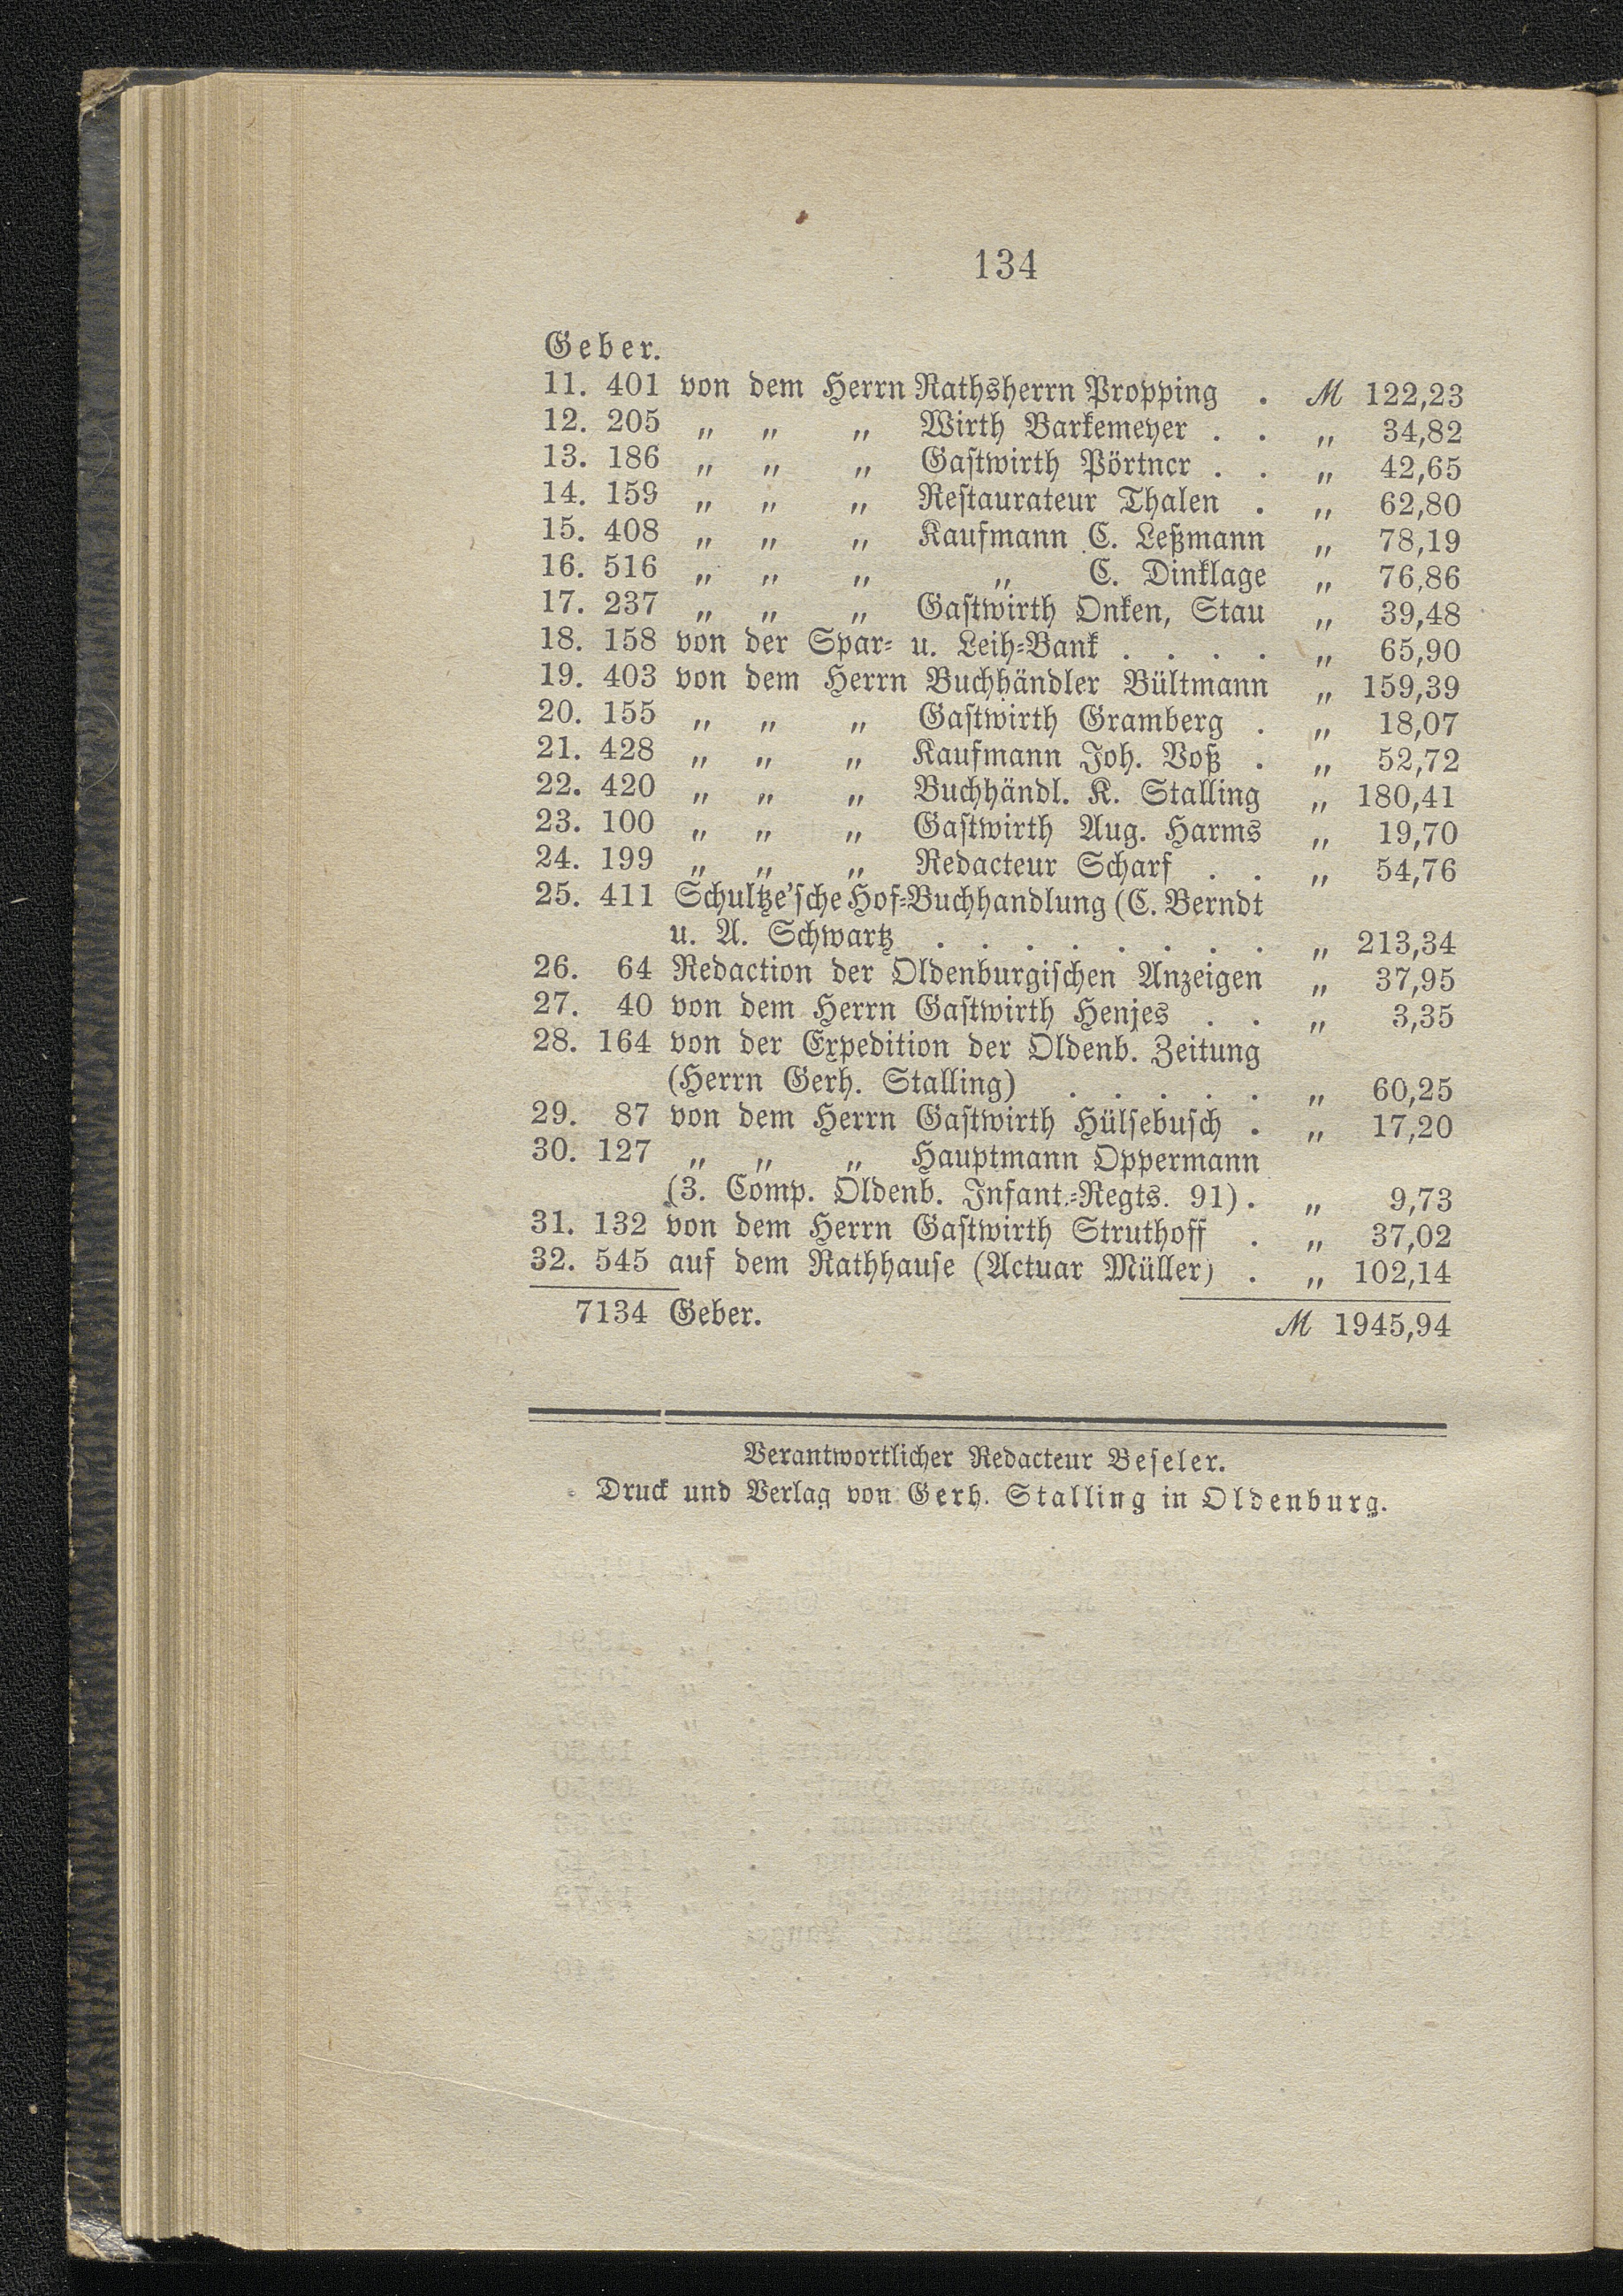 134
Geber.
11. 401 von dem Herrn Rathsherrn Propping . M 122,23
12. 205 „ „ „ Wirth Barkemeyer . . „ 34,82
13. 186 „ „ „ Gastwirth Pörtner . . „ 42,65
14. 159 „ „ „ Restaurateur Thalen . „ 62,80
15. 408 „ „ „ Kaufmann C. Leßmann „ 78,19
16. 516 „ „ „ „ C. Dinklage „ 76,86
17. 237 „ „ „ Gastwirth Onken, Stau „ 39,48
18. 158 von der Spar- u. Leih-Bank . . . . „ 65,90
19. 403 von dem Herrn Buchhändler Bültmann „ 159,39
20. 155 „ „ „ Gastwirth Gramberg . „ 18,07
21. 428 „ „ „ Kaufmann Joh. Voß . „ 52,72
22. 420 „ „ „ Buchhändl. K. Stalling „ 180,41
23. 100 „ „ „ Gastwirth Aug. Harms „ 19,70
24. 199 „ „ „ Redacteur Scharf . . „ 54,76
25. 411 Schultze'sche Hof-Buchhandlung (C. Berndt
u. A. Schwartz . . . . . . . . „ 213,34
26. 64 Redaction der Oldenburgischen Anzeigen „ 37,95
27. 40 von dem Herrn Gastwirth Henjes . . „ 3,35
28. 164 von der Expedition der Oldenb. Zeitung
(Herrn Gerh. Stalling) . . . . . „ 60,25
29. 87 von dem Herrn Gastwirth Hülsebusch . „ 17,20
30. 127 „ „ „ Hauptmann Oppermann
(3. Comp. Oldenb. Infant.-Regts. 91) . „ 9,73
31. 132 von dem Herrn Gastwirth Struthoff . „ 37,02
32. 545 auf dem Rathhause (Actuar Müller) . „ 102,14
7134 Geber. M 1945,94
Verantwortlicher Redacteur Beseler.
Druck und Verlag von Gerh. Stalling in Oldenburg.